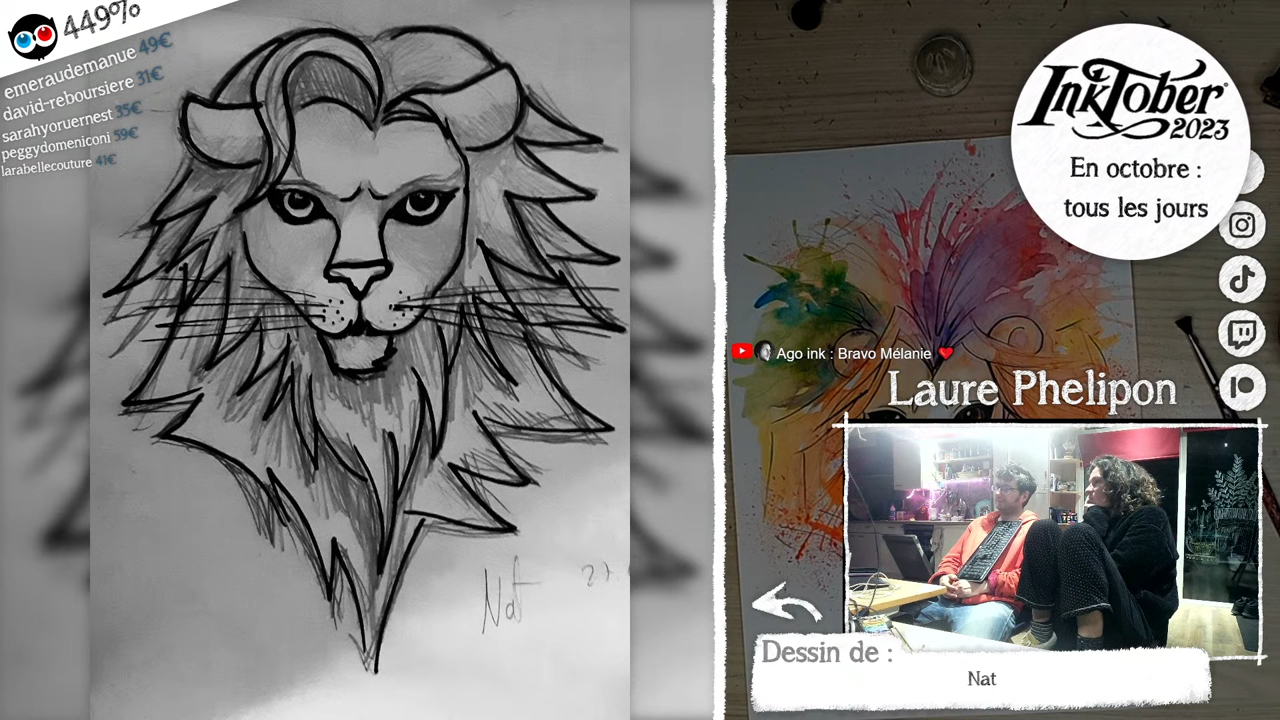 449%
emeraudemanue 49€
david-reboursiere 31€
sarahyoruernest 35€
peggydomeniconi 59€
larabellecouture 41€
Nat
27.
InkTober
2023
En octobre :
tous les jours
Ago ink : Bravo Mélanie ❤
Laure Phelipon
Dessin de :
Nat